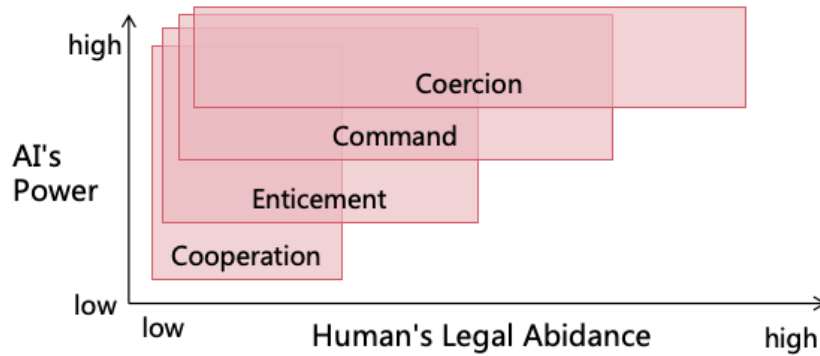 high
Coercion
Command
AI's
Power
Enticement
Cooperation
low
low
Human's Legal Abidance
high